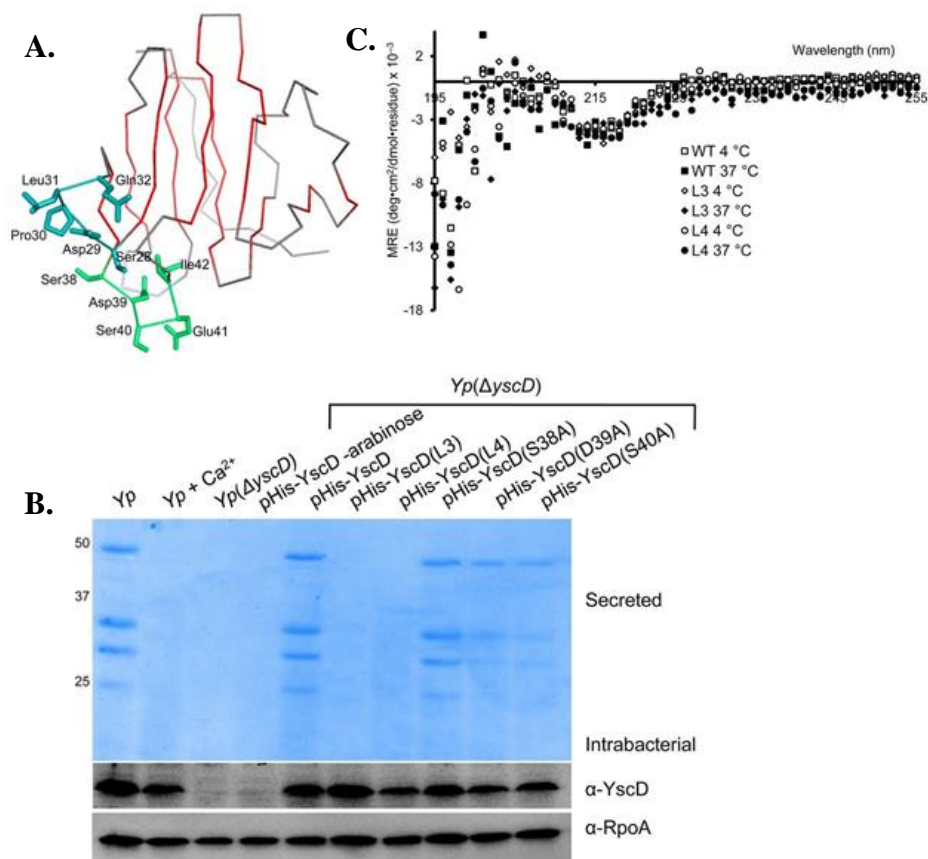 A.
Leu31
Gln32
Pro30
Asp29
Ser28
Ile42
Ser38
Asp39
Ser40
Glu41
C.
MRE (deg•cm²/dmol•residue) x 10⁻³
2
-3
-13
-18
Wavelength (nm)
195
215
255
WT 4 °C
WT 37 °C
L3 4 °C
L3 37 °C
L4 4 °C
L4 37 °C
Yp(ΔyscD)
B.
Yp
Yp + Ca²⁺
Yp(ΔyscD)
pHis-YscD -arabinose
pHis-YscD
pHis-YscD(L3)
pHis-YscD(L4)
pHis-YscD(S38A)
pHis-YscD(D39A)
pHis-YscD(S40A)
50
37
25
Secreted
Intrabacterial
α-YscD
α-RpoA